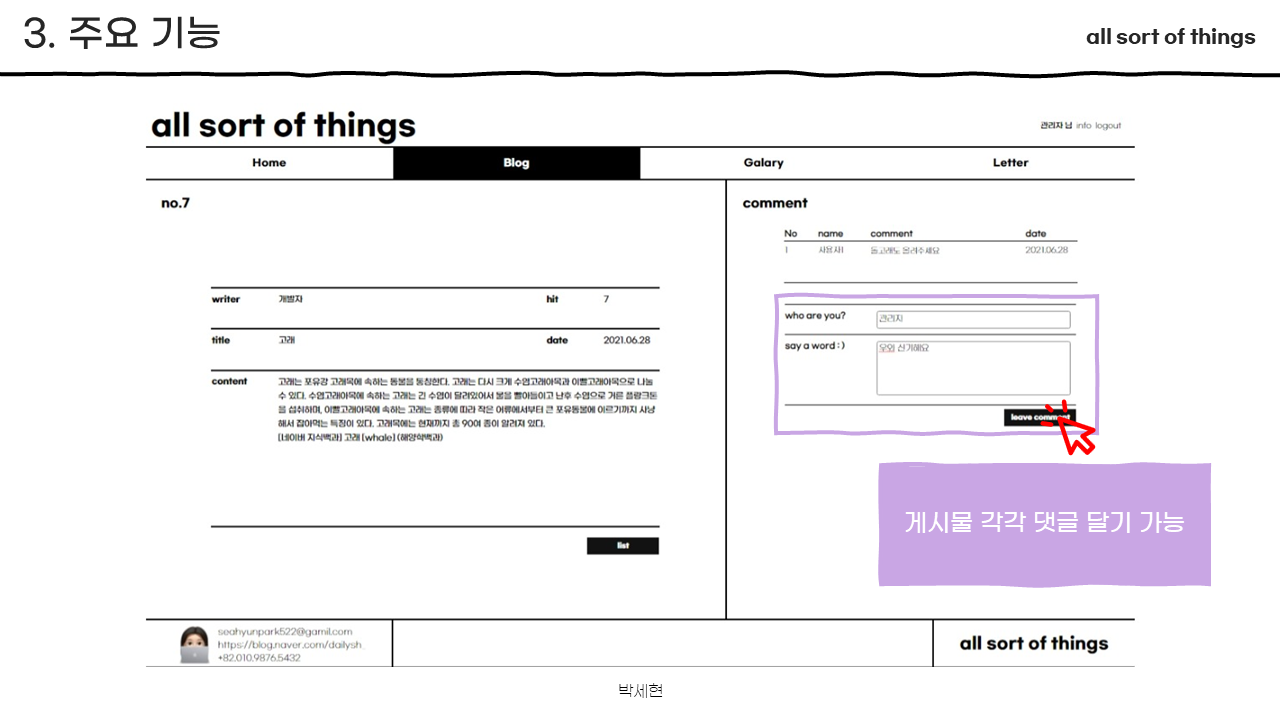 3. 주요 기능
all sort of things
all sort of things
관리자 님 info logout
Home Blog Galary Letter
no.7
comment
No name comment date
1 사용자1 돌고래도 올려주세요 2021.06.28
writer 개발자 hit 7
title 고래 date 2021.06.28
content 고래는 포유강 고래목에 속하는 동물을 통칭한다. 고래는 다시 크게 수염고래아목과 이빨고래아목으로 나눌
수 있다. 수염고래아목에 속하는 고래는 긴 수염이 달려있어서 물을 빨아들이고 난후 수염으로 거른 플랑크톤
을 섭취하며, 이빨고래아목에 속하는 고래는 종류에 따라 작은 어류에서부터 큰 포유동물에 이르기까지 사냥
해서 잡아먹는 특징이 있다. 고래목에는 현재까지 총 90여 종이 알려져 있다.
[네이버 지식백과] 고래 [whale] (해양학백과)
list
who are you? 관리자
say a word : ) 우와 신기해요
leave comment
게시물 각각 댓글 달기 가능
seahyunpark522@gamil.com
https://blog.naver.com/dailysh_
+82.010.9876.5432
all sort of things
박세현